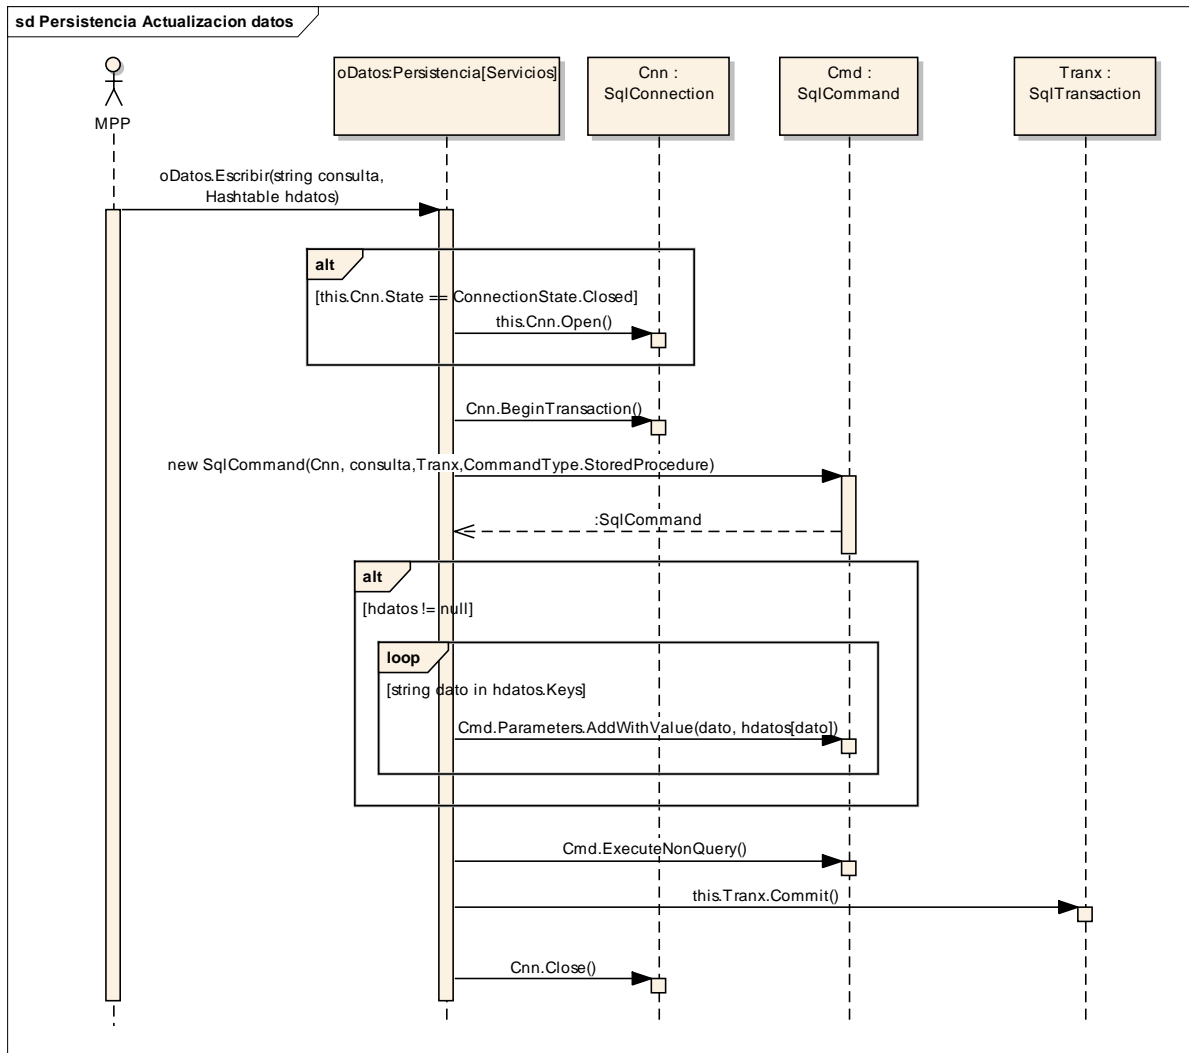 sd Persistencia Actualizacion datos
MPP
oDatos:Persistencia[Servicios]
Cnn :
SqlConnection
Cmd :
SqlCommand
Tranx :
SqlTransaction
oDatos.Escribir(string consulta,
Hashtable hdatos)
alt
[this.Cnn.State == ConnectionState.Closed]
this.Cnn.Open()
Cnn.BeginTransaction()
new SqlCommand(Cnn, consulta,Tranx,CommandType.StoredProcedure)
:SqlCommand
alt
[hdatos != null]
loop
[string dato in hdatos.Keys]
Cmd.Parameters.AddWithValue(dato, hdatos[dato])
Cmd.ExecuteNonQuery()
this.Tranx.Commit()
Cnn.Close()